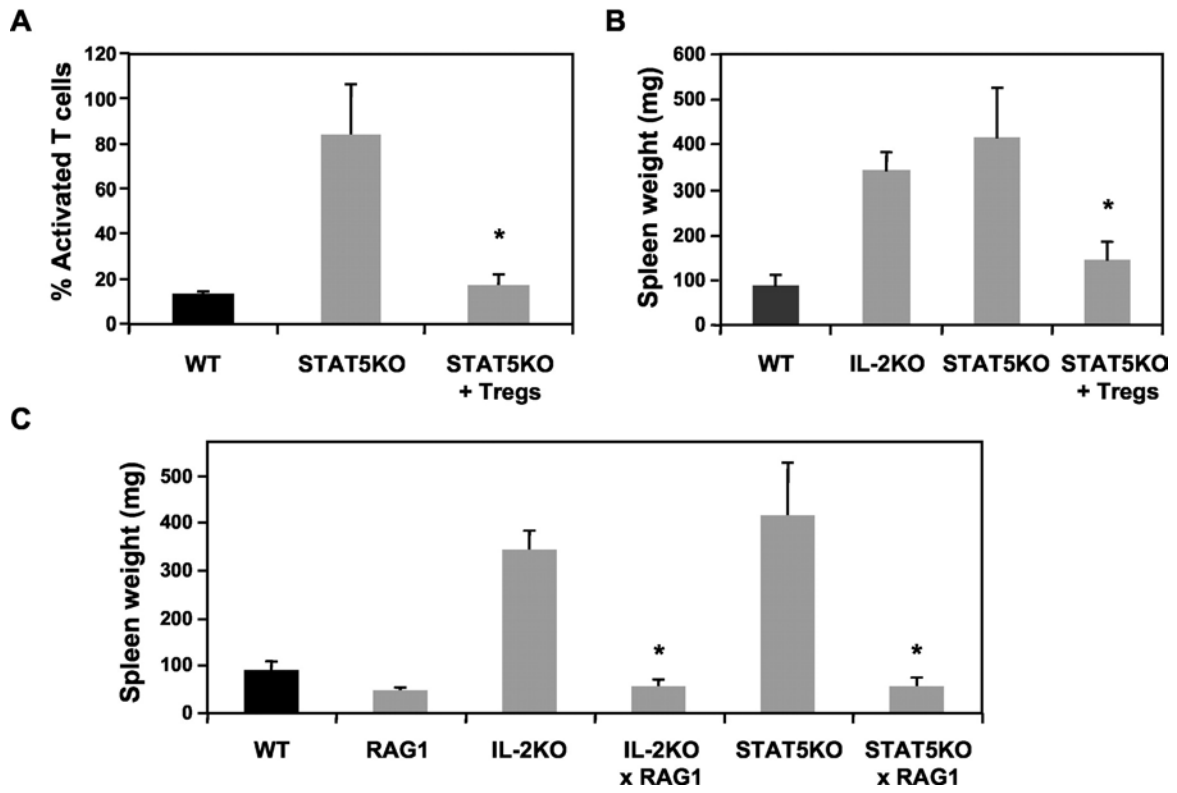 A
% Activated T cells
120
100
80
60
40
20
0
*
WT
STAT5KO
STAT5KO
+ Tregs
B
Spleen weight (mg)
600
500
400
300
200
100
0
*
WT
IL-2KO
STAT5KO
STAT5KO
+ Tregs
C
Spleen weight (mg)
500
400
300
200
100
0
*
*
WT
RAG1
IL-2KO
IL-2KO
x RAG1
STAT5KO
STAT5KO
x RAG1